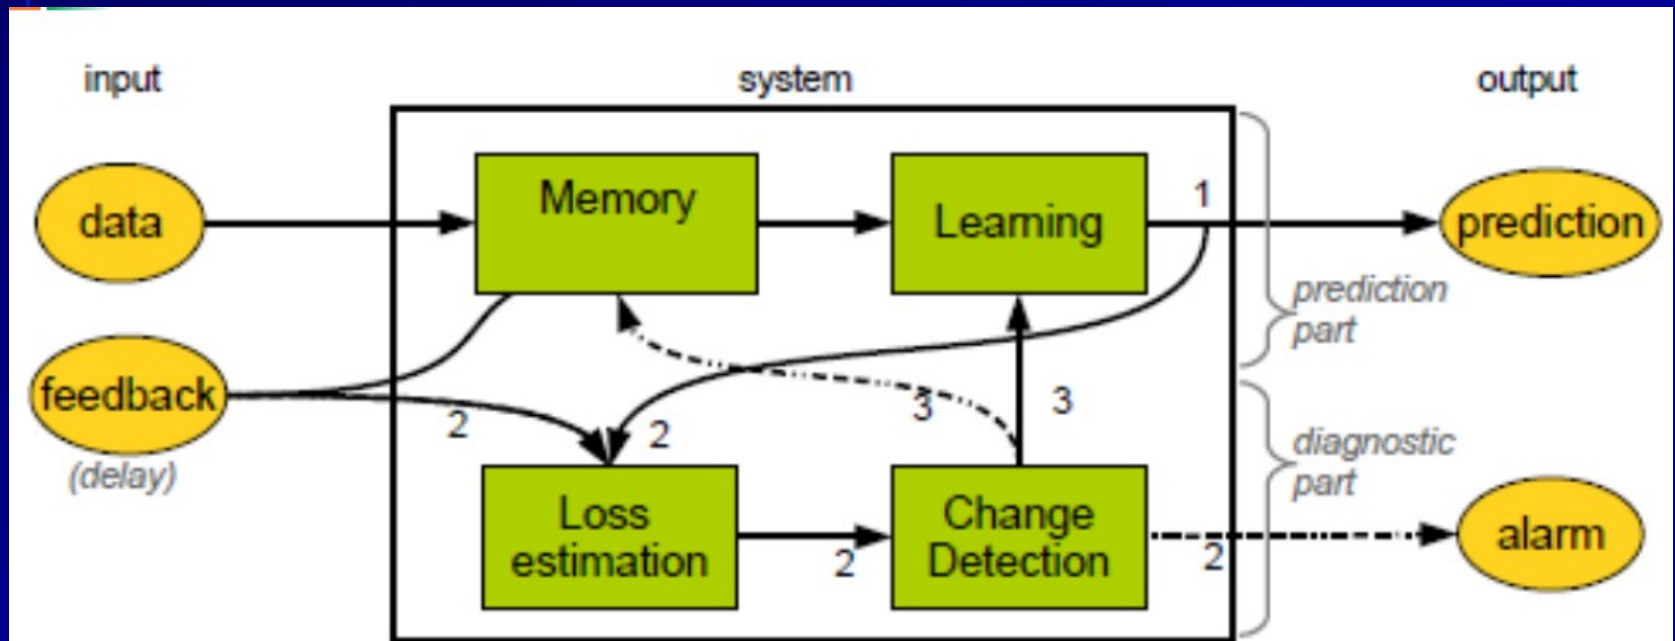 input
system
output
data
Memory
Learning
1
prediction
prediction
part
feedback
(delay)
2
2
3
3
diagnostic
part
Loss
estimation
2
Change
Detection
2
alarm